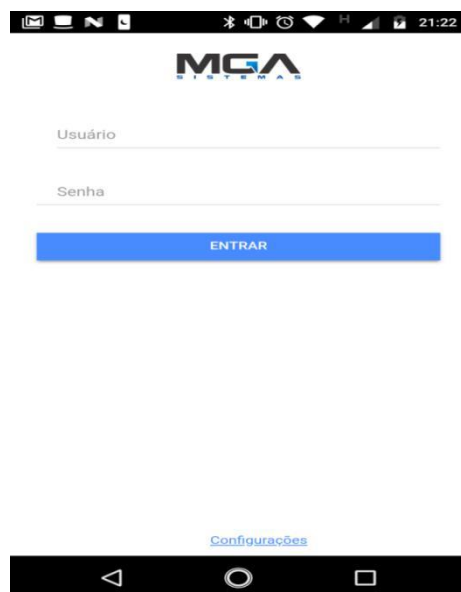 H 21:22
MGA
SISTEMAS
Usuário
Senha
ENTRAR
Configurações